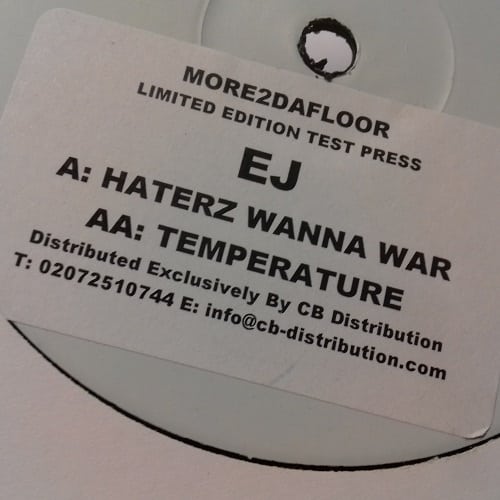 MORE2DAFLOOR
LIMITED EDITION TEST PRESS
EJ
A: HATERZ WANNA WAR
AA: TEMPERATURE
Distributed Exclusively By CB Distribution
T: 02072510744 E: info@cb-distribution.com